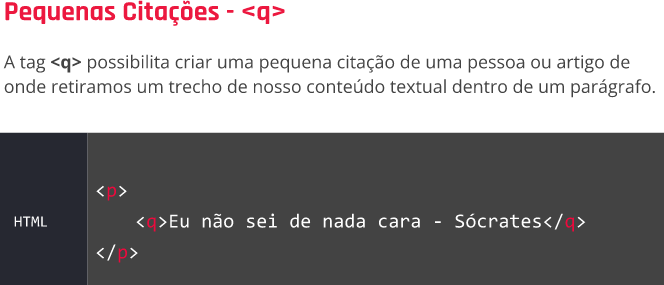 Pequenas Citações - <q>
A tag <q> possibilita criar uma pequena citação de uma pessoa ou artigo de
onde retiramos um trecho de nosso conteúdo textual dentro de um parágrafo.
<p>
HTML <q>Eu não sei de nada cara - Sócrates</q>
</p>